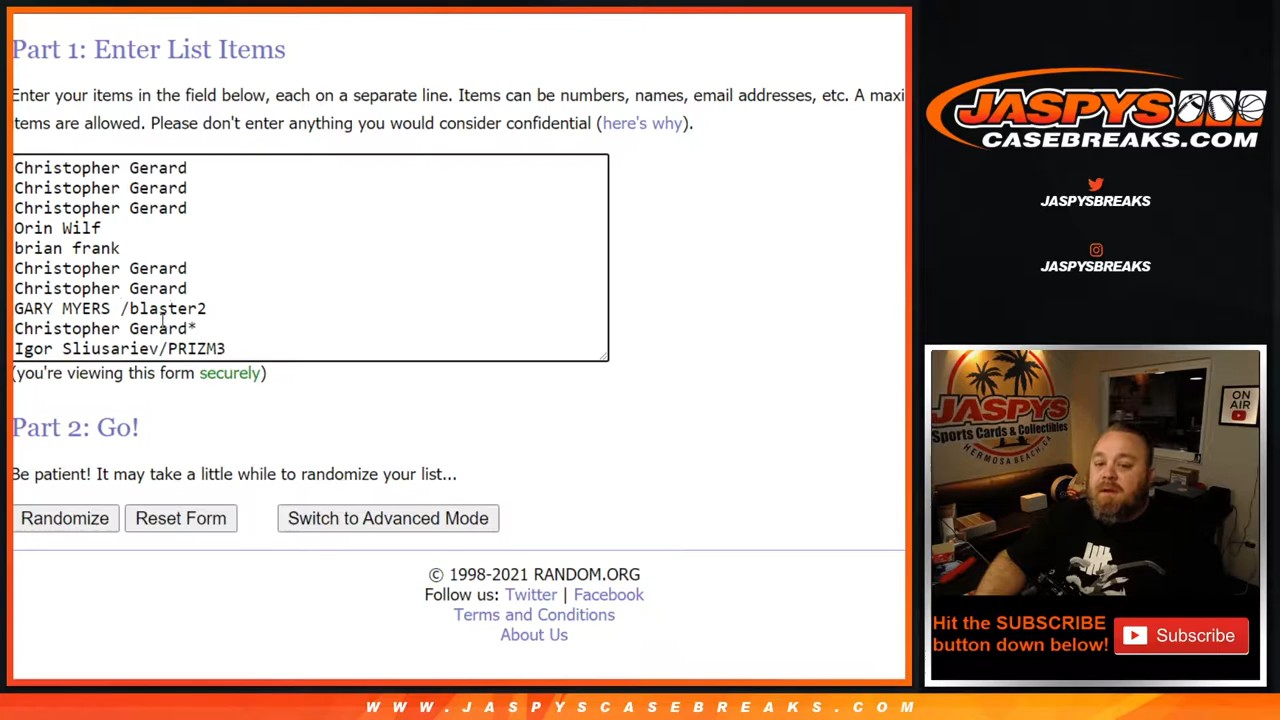 Part 1: Enter List Items
Enter your items in the field below, each on a separate line. Items can be numbers, names, email addresses, etc. A maxi
tems are allowed. Please don't enter anything you would consider confidential (here's why).
Christopher Gerard
Christopher Gerard
Christopher Gerard
Orin Wilf
brian frank
Christopher Gerard
Christopher Gerard
GARY MYERS /blaster2
Christopher Gerard*
Igor Sliusariev/PRIZM3
(you're viewing this form securely)
Part 2: Go!
Be patient! It may take a little while to randomize your list...
Randomize
Reset Form
Switch to Advanced Mode
© 1998-2021 RANDOM.ORG
Follow us: Twitter | Facebook
Terms and Conditions
About Us
JASPYS
CASEBREAKS.COM
JASPYSBREAKS
JASPYSBREAKS
JASPYS
Sports Cards & Collectibles
HERMOSA BEACH, CA
ON
AIR
Hit the SUBSCRIBE
button down below!
Subscribe
WWW.JASPYSCASEBREAKS.COM